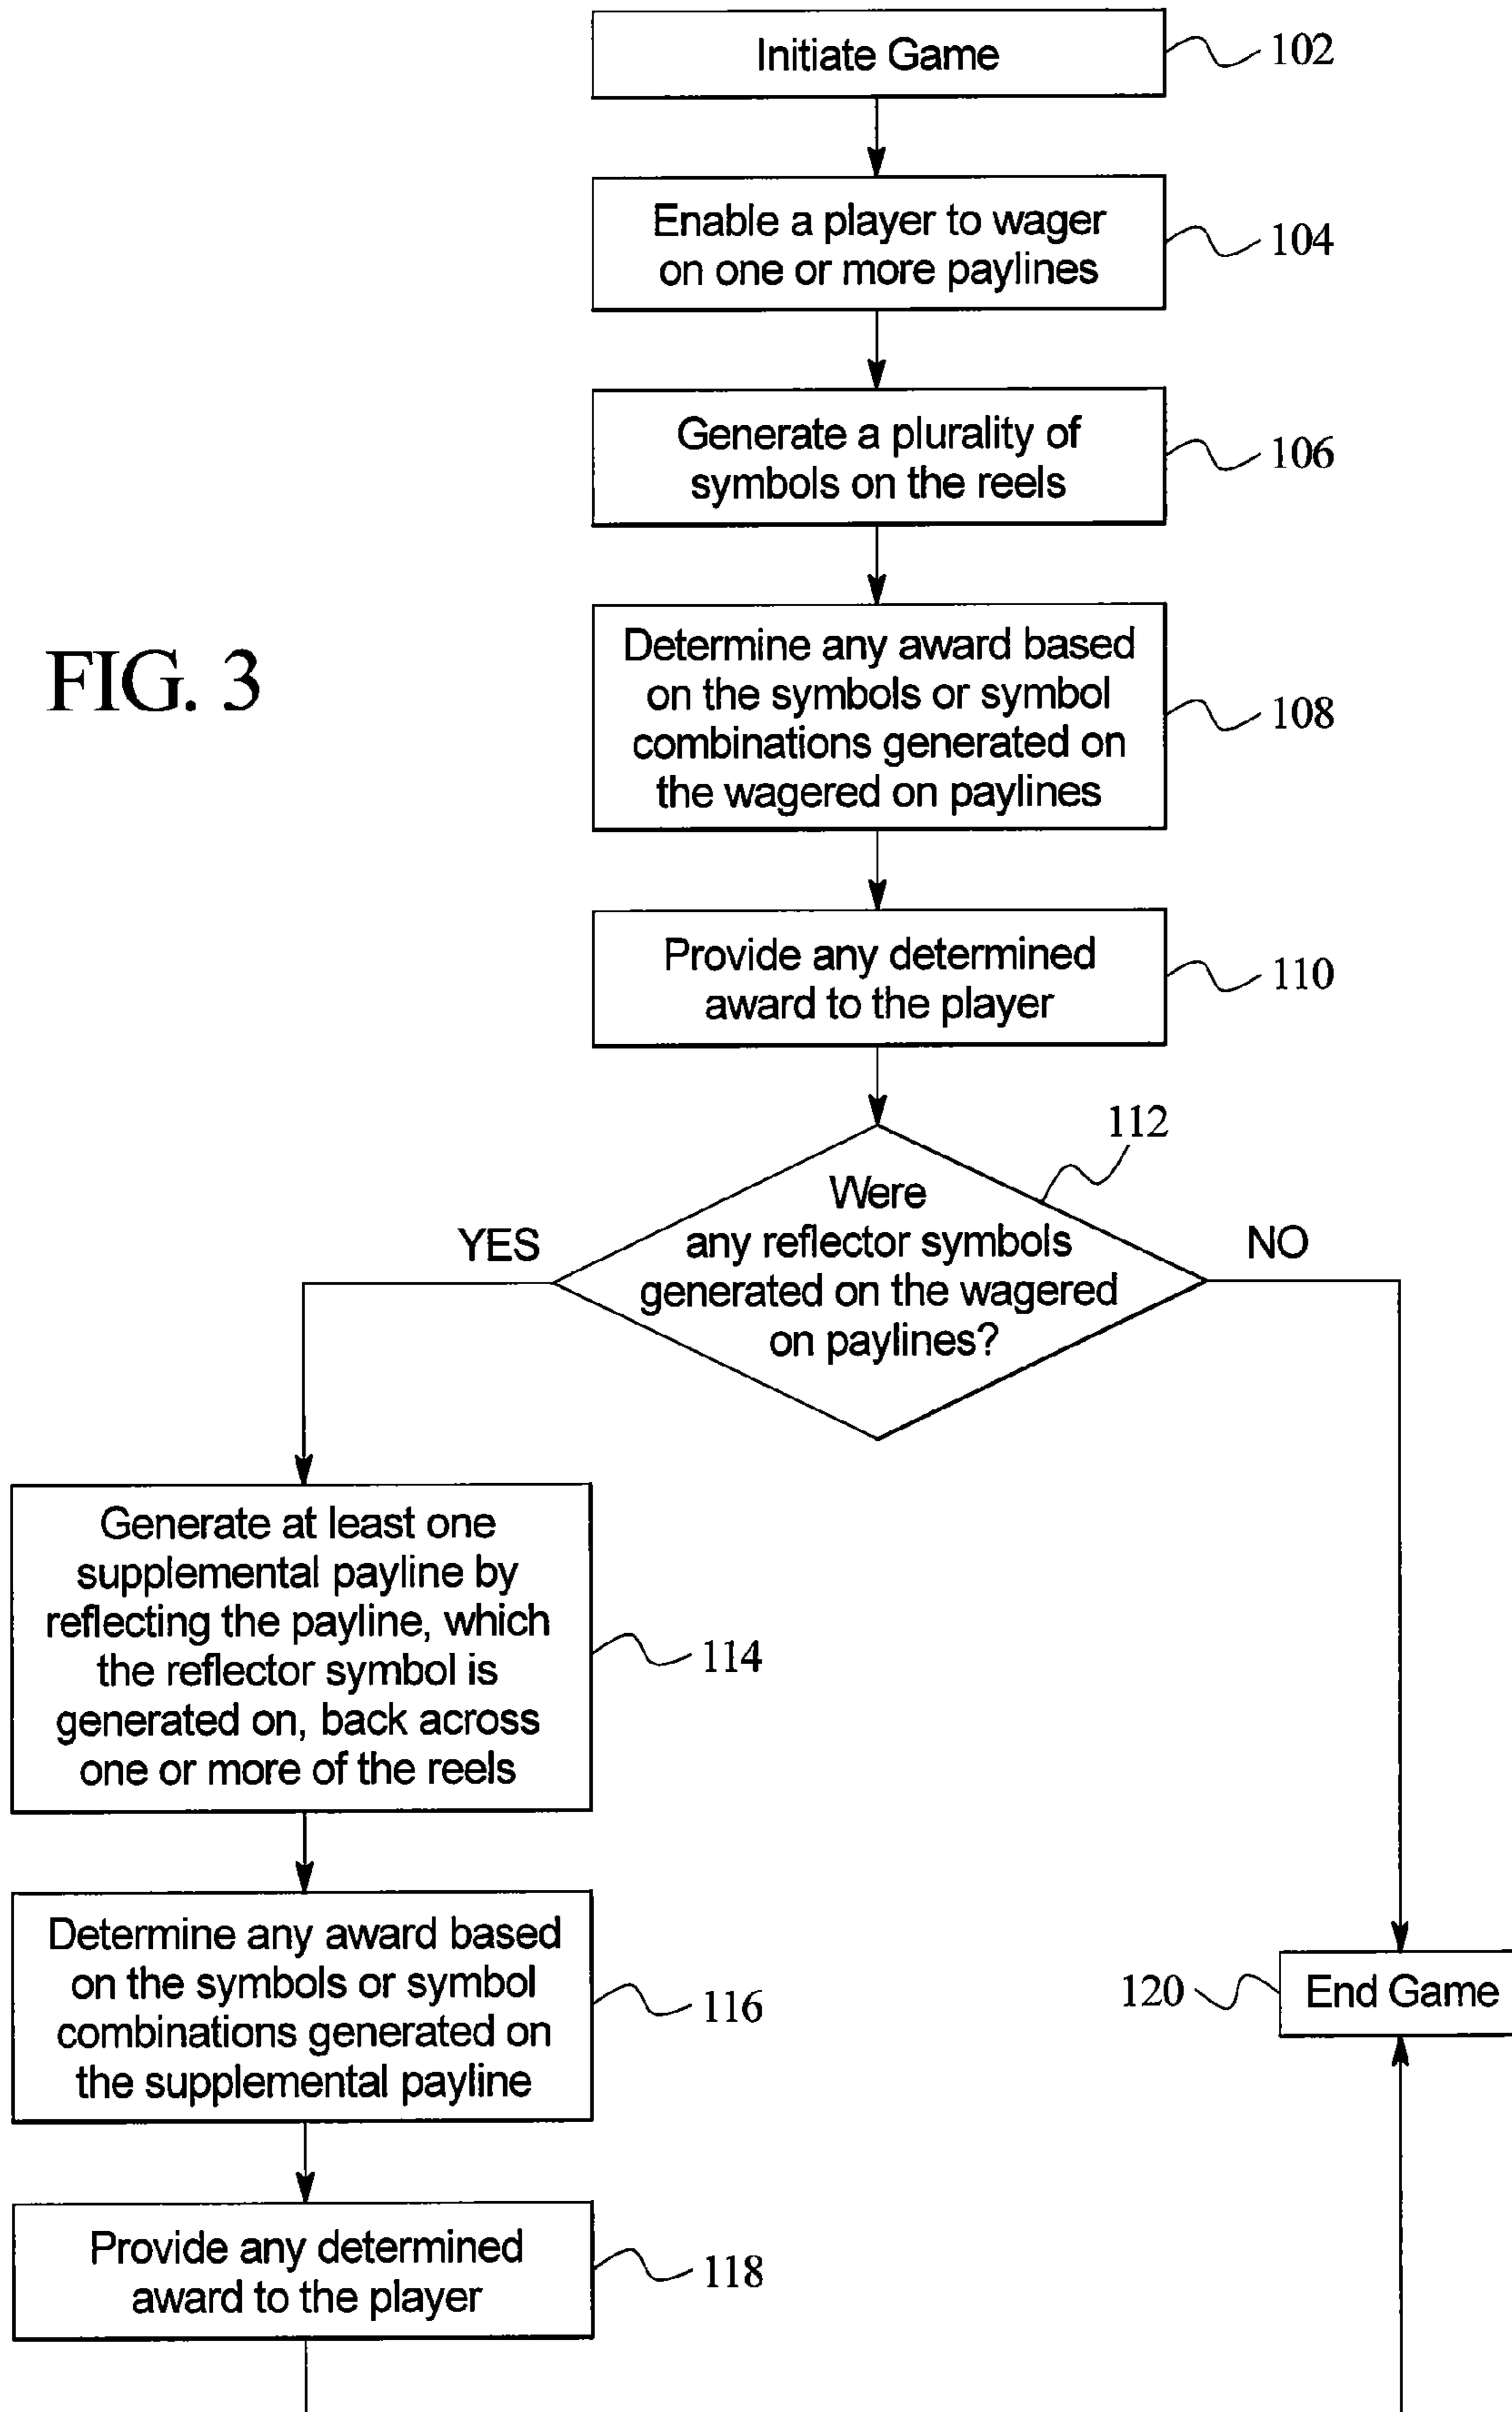 Initiate Game
102
Enable a player to wager
on one or more paylines
104
Generate a plurality of
symbols on the reels
106
FIG. 3
Determine any award based
on the symbols or symbol
combinations generated on
the wagered on paylines
108
Provide any determined
award to the player
110
112
Were
any reflector symbols
generated on the wagered
on paylines?
YES
NO
Generate at least one
supplemental payline by
reflecting the payline, which
the reflector symbol is
generated on, back across
one or more of the reels
114
Determine any award based
on the symbols or symbol
combinations generated on
the supplemental payline
116
120
End Game
Provide any determined
award to the player
118